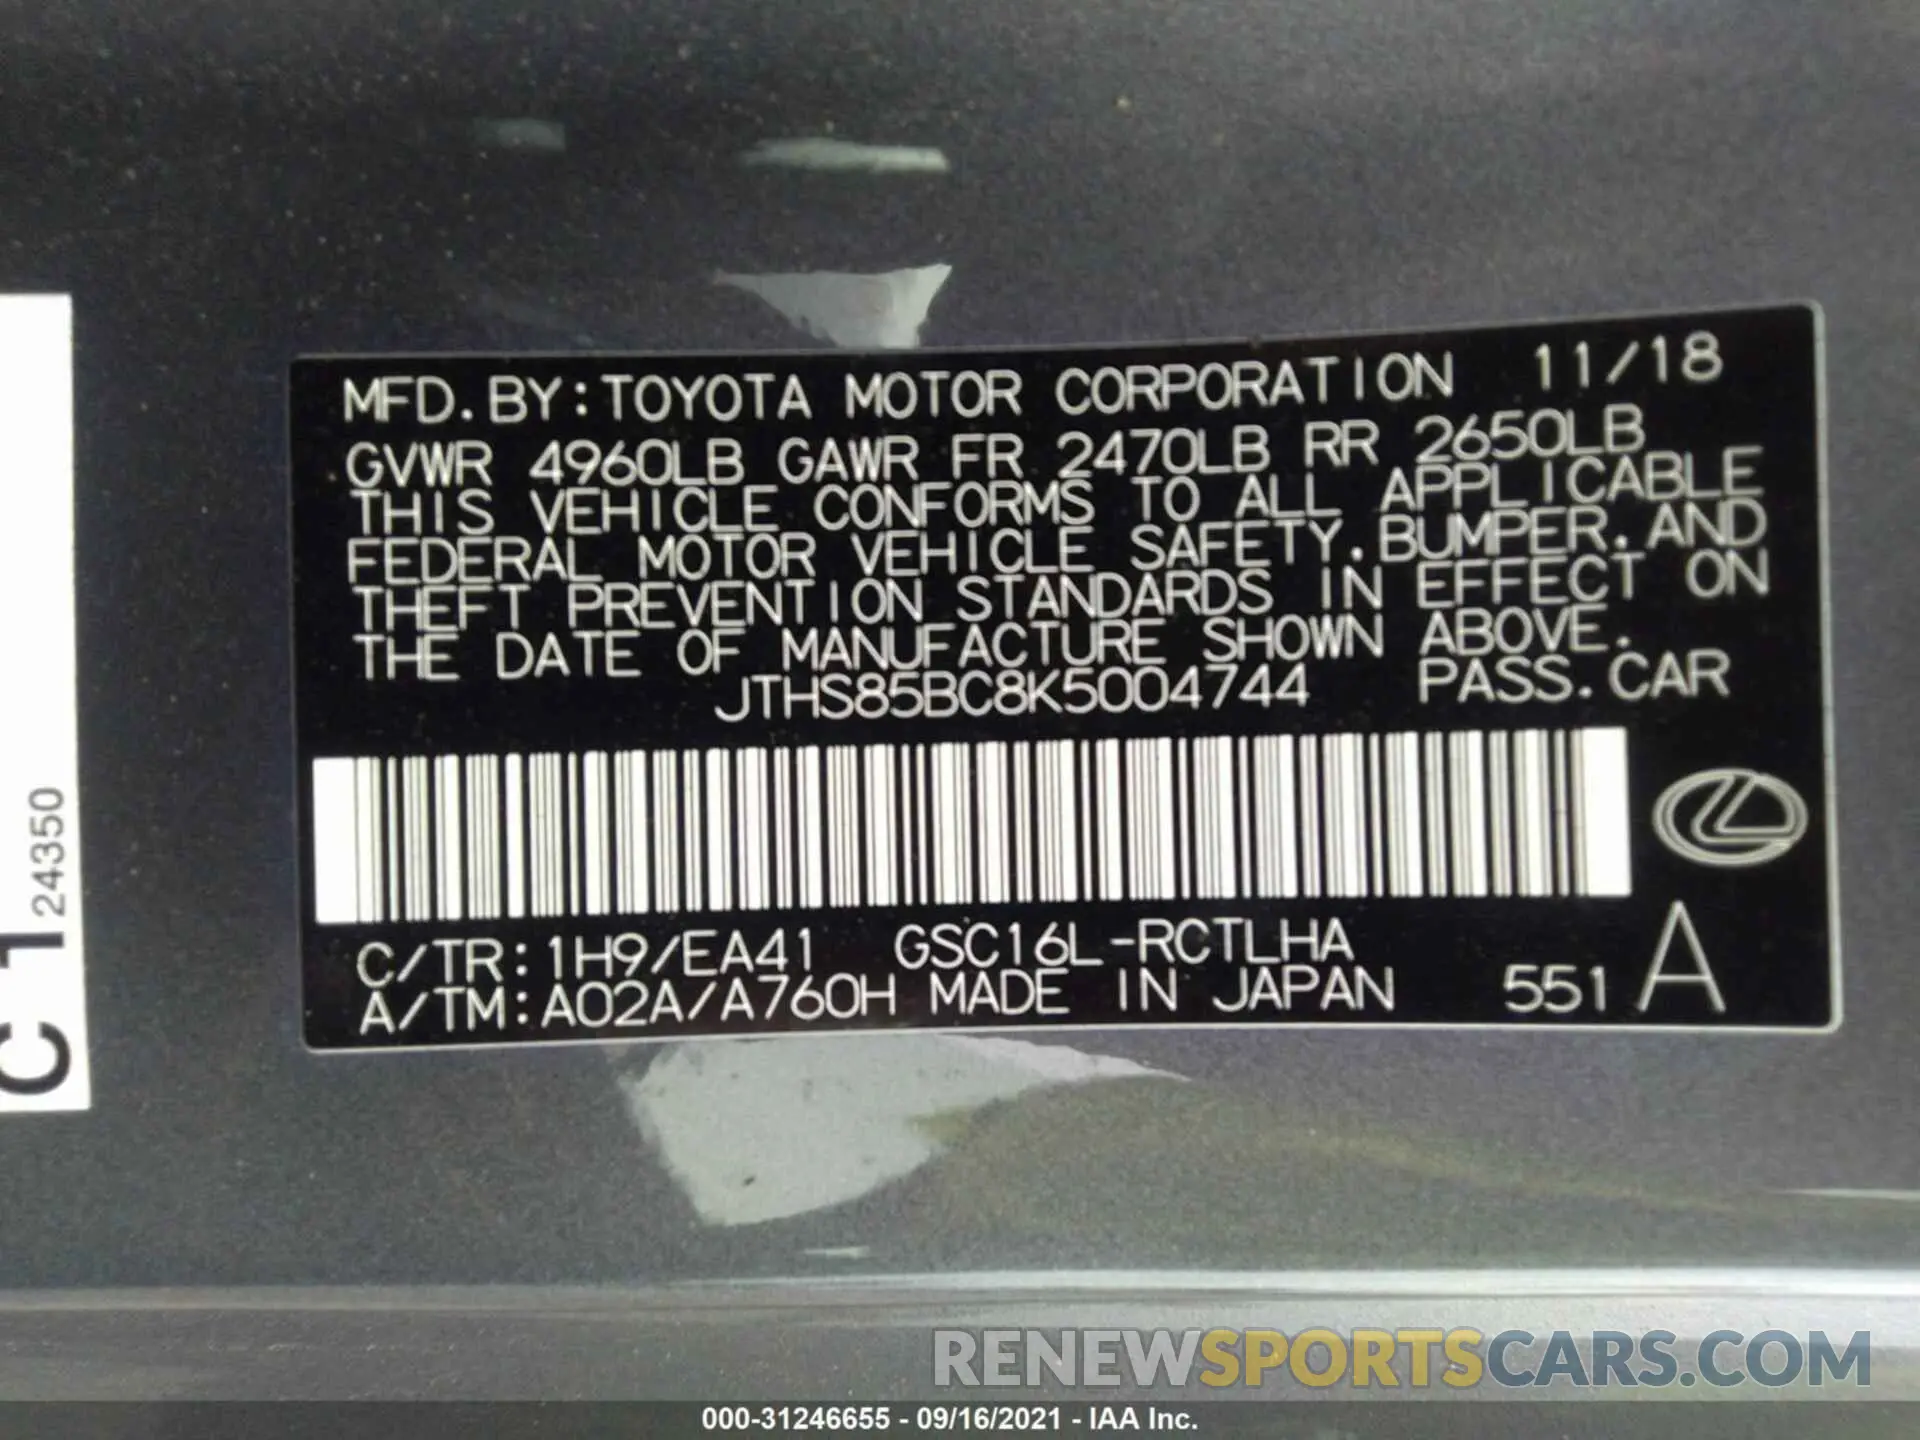 MFD. BY: TOYOTA MOTOR CORPORATION 11/18
GVWR 4960LB GAWR FR 2470LB RR 2650LB
THIS VEHICLE CONFORMS TO ALL APPLICABLE
FEDERAL MOTOR VEHICLE SAFETY. BUMPER. AND
THEFT PREVENTION STANDARDS IN EFFECT ON
THE DATE OF MANUFACTURE SHOWN ABOVE.
JTHS85BC8K5004744 PASS. CAR
C/TR: 1H9/EA41 GSC16L-RCTLHA
A/TM: A02A/A760H MADE IN JAPAN 551 A
C1 243350
RENEWSPORTSCARS.COM
000-31246655 - 09/16/2021 - IAA Inc.